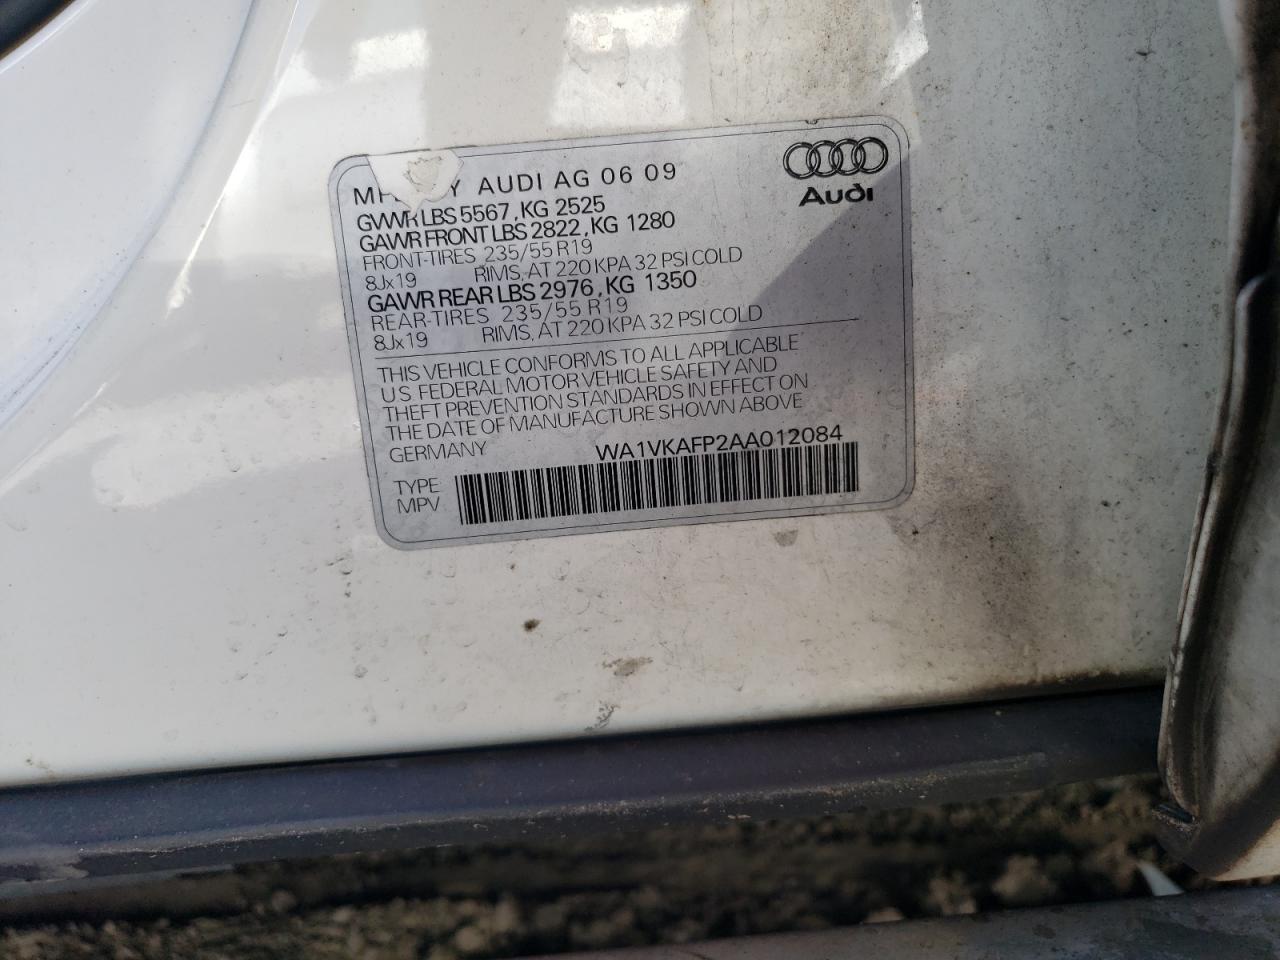 AUDI AG 06 09
Audi
GVWR LBS 5567, KG 2525
GAWR FRONT LBS 2822, KG 1280
FRONT-TIRES 235/55 R19
8Jx19 RIMS, AT 220 KPA 32 PSI COLD
GAWR REAR LBS 2976, KG 1350
REAR-TIRES 235/55 R19
8Jx19 RIMS, AT 220 KPA 32 PSI COLD
THIS VEHICLE CONFORMS TO ALL APPLICABLE
US FEDERAL MOTOR VEHICLE SAFETY AND
THEFT PREVENTION STANDARDS IN EFFECT ON
THE DATE OF MANUFACTURE SHOWN ABOVE
GERMANY WA1VKAFP2AA012084
TYPE
MPV